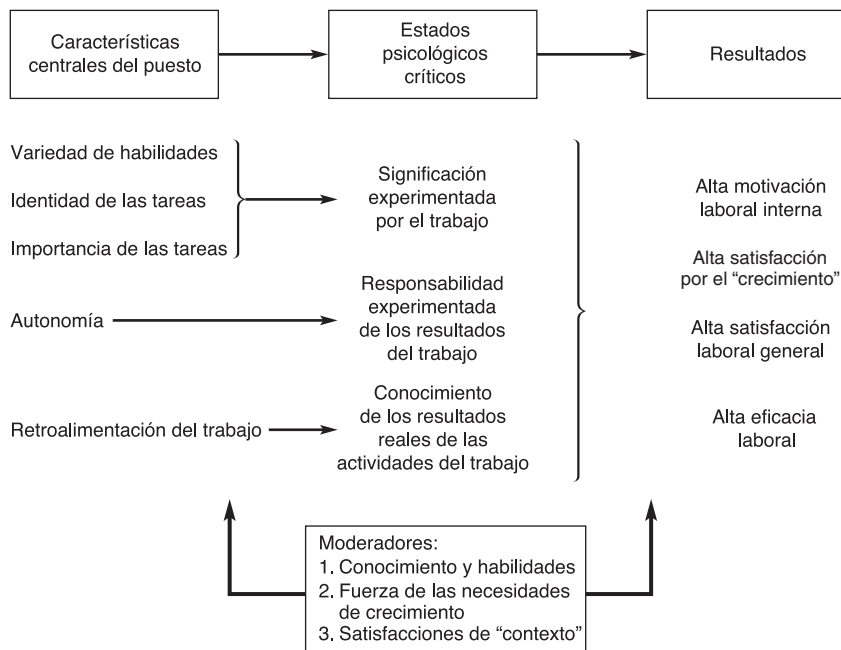 Características
centrales del puesto
Estados
psicológicos
críticos
Resultados
Variedad de habilidades
Identidad de las tareas
Importancia de las tareas
Significación
experimentada
por el trabajo
Alta motivación
laboral interna
Alta satisfacción
por el “crecimiento”
Autonomía
Responsabilidad
experimentada
de los resultados
del trabajo
Alta satisfacción
laboral general
Retroalimentación del trabajo
Conocimiento
de los resultados
reales de las
actividades del trabajo
Alta eficacia
laboral
Moderadores:
1. Conocimiento y habilidades
2. Fuerza de las necesidades
de crecimiento
3. Satisfacciones de “contexto”